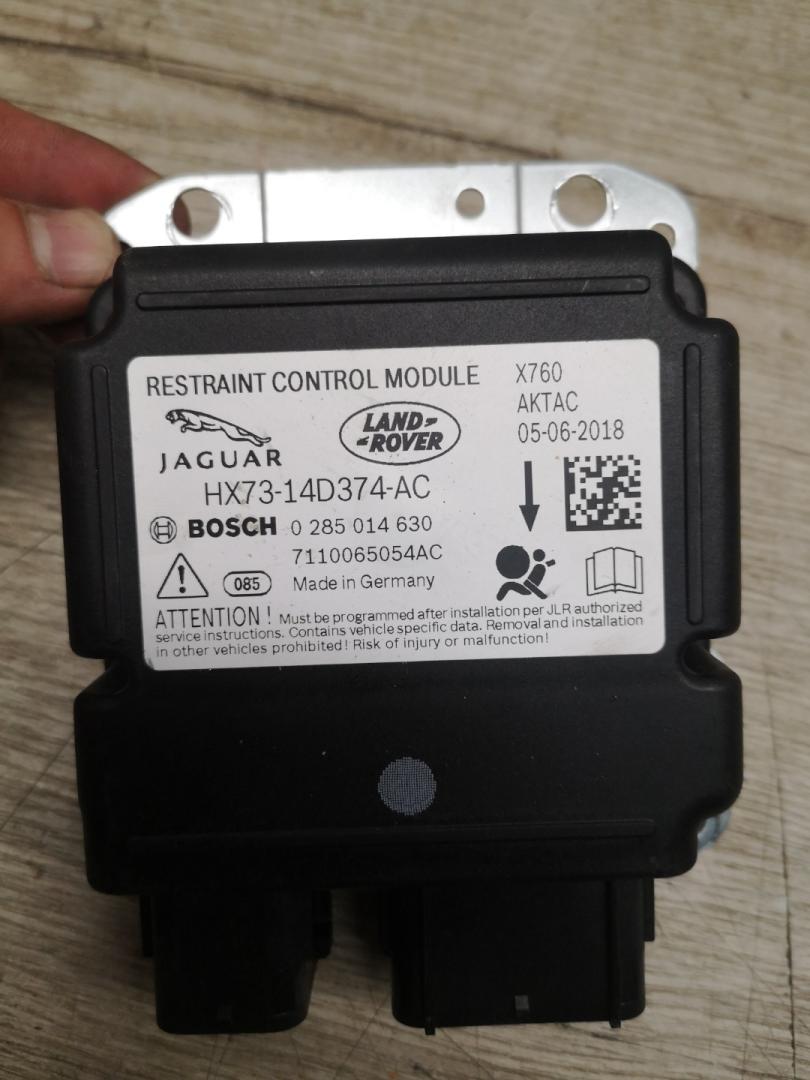 RESTRAINT CONTROL MODULE
X760
AKTAC
05-06-2018
JAGUAR
LAND ROVER
HX73-14D374-AC
BOSCH 0 285 014 630
7110065054AC
085 Made in Germany
ATTENTION ! Must be programmed after installation per JLR authorized
service instructions. Contains vehicle specific data. Removal and installation
in other vehicles prohibited! Risk of injury or malfunction!